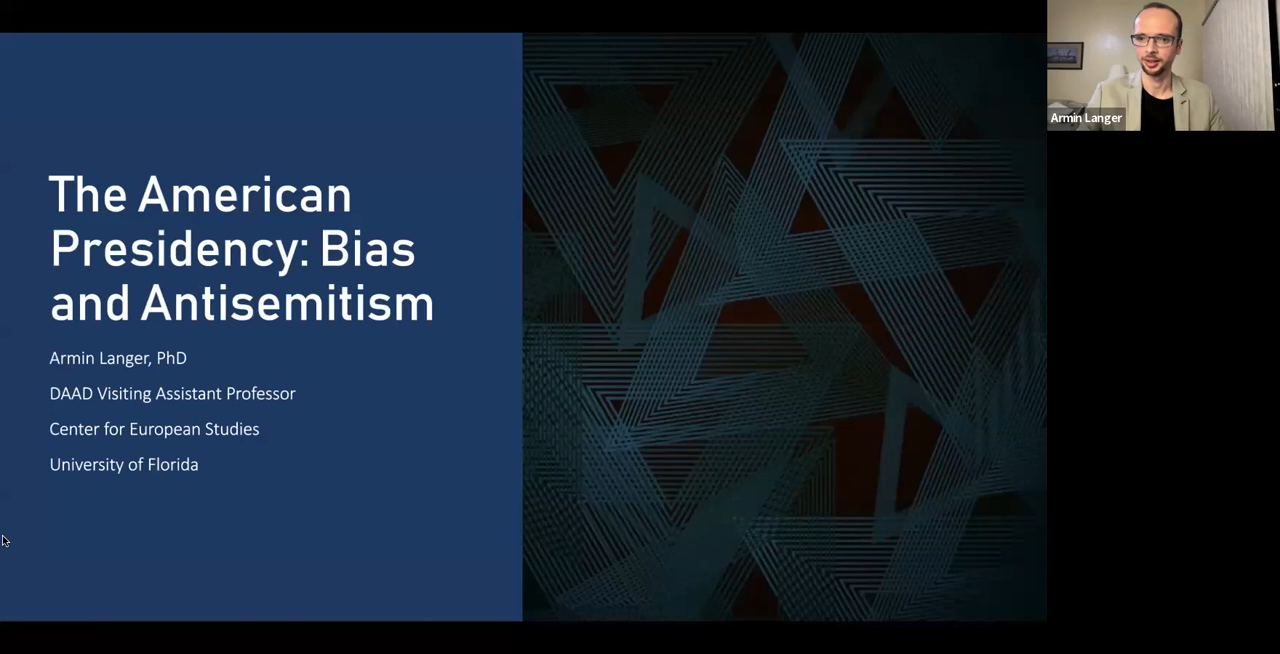 The American
Presidency: Bias
and Antisemitism
Armin Langer, PhD
DAAD Visiting Assistant Professor
Center for European Studies
University of Florida
Armin Langer